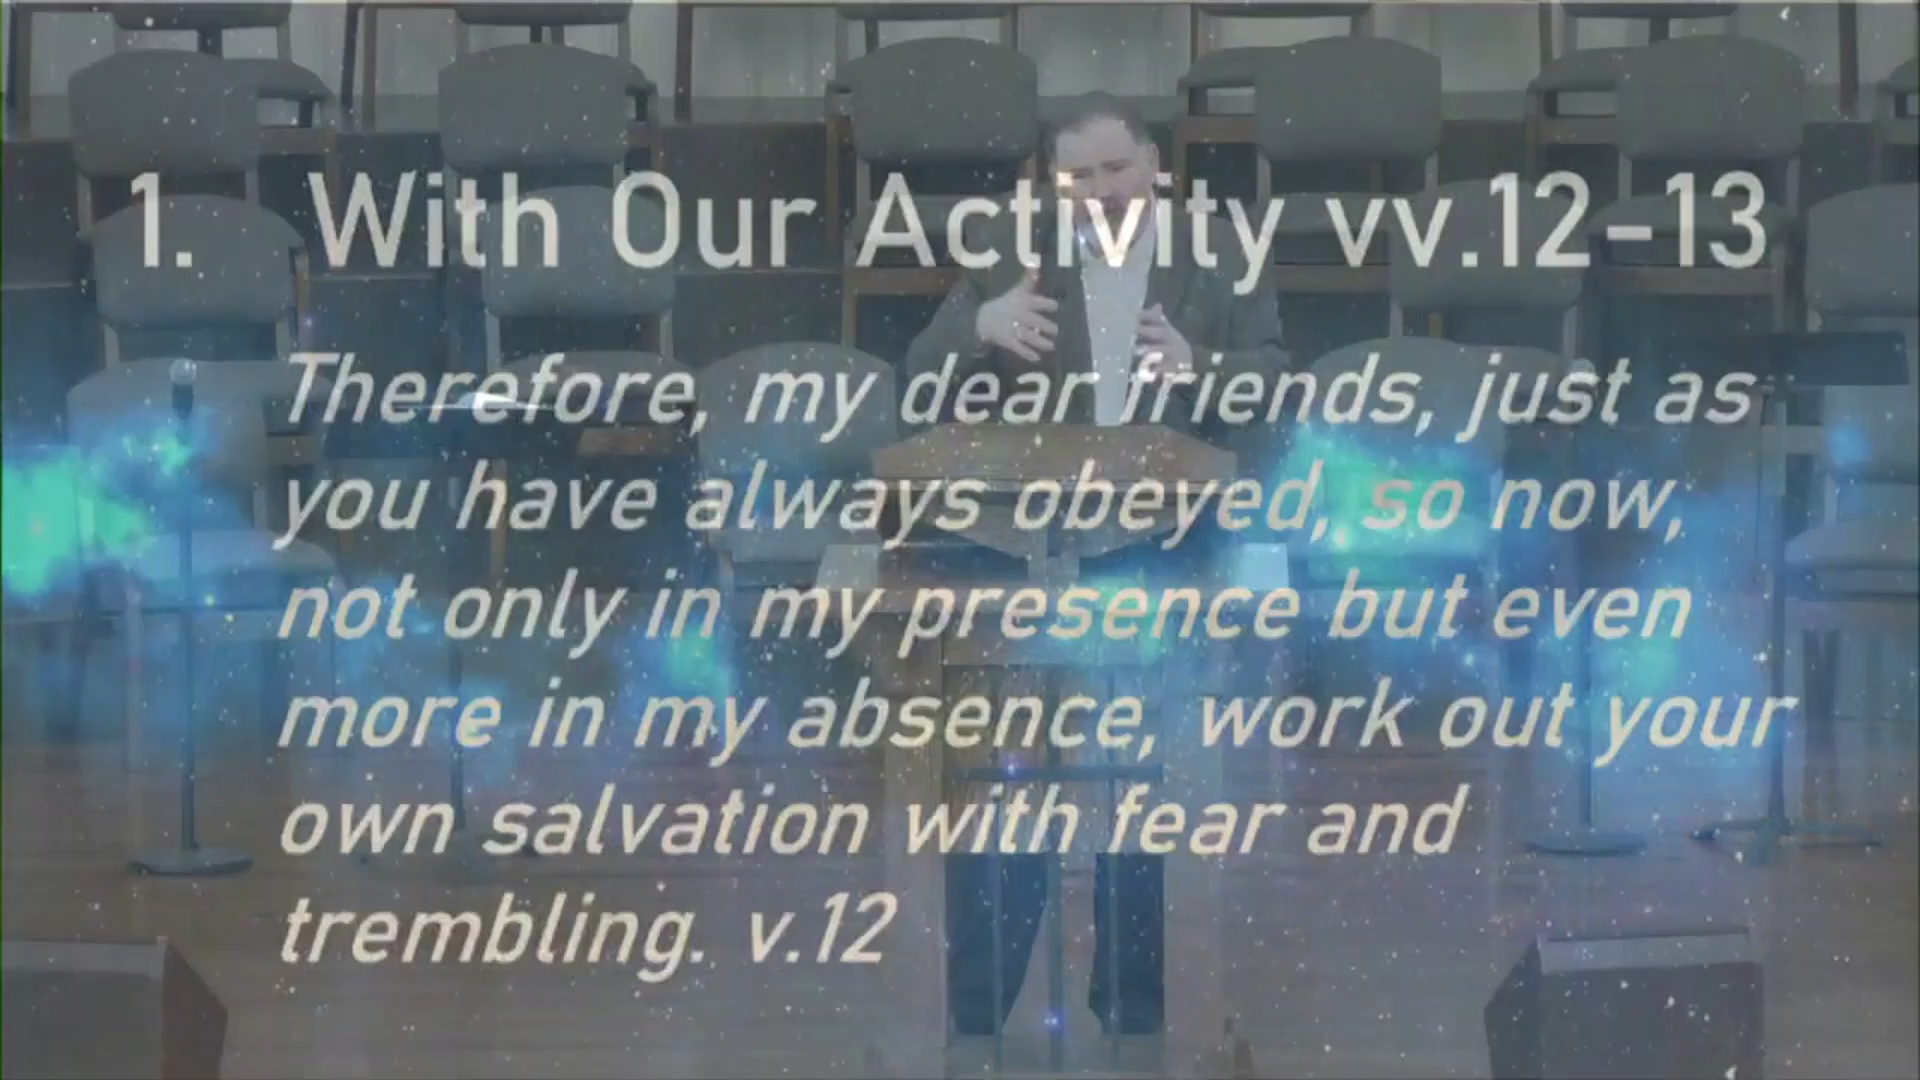 1. With Our Activity vv.12-13
Therefore, my dear friends, just as
you have always obeyed, so now,
not only in my presence but even
more in my absence, work out your
own salvation with fear and
trembling. v.12